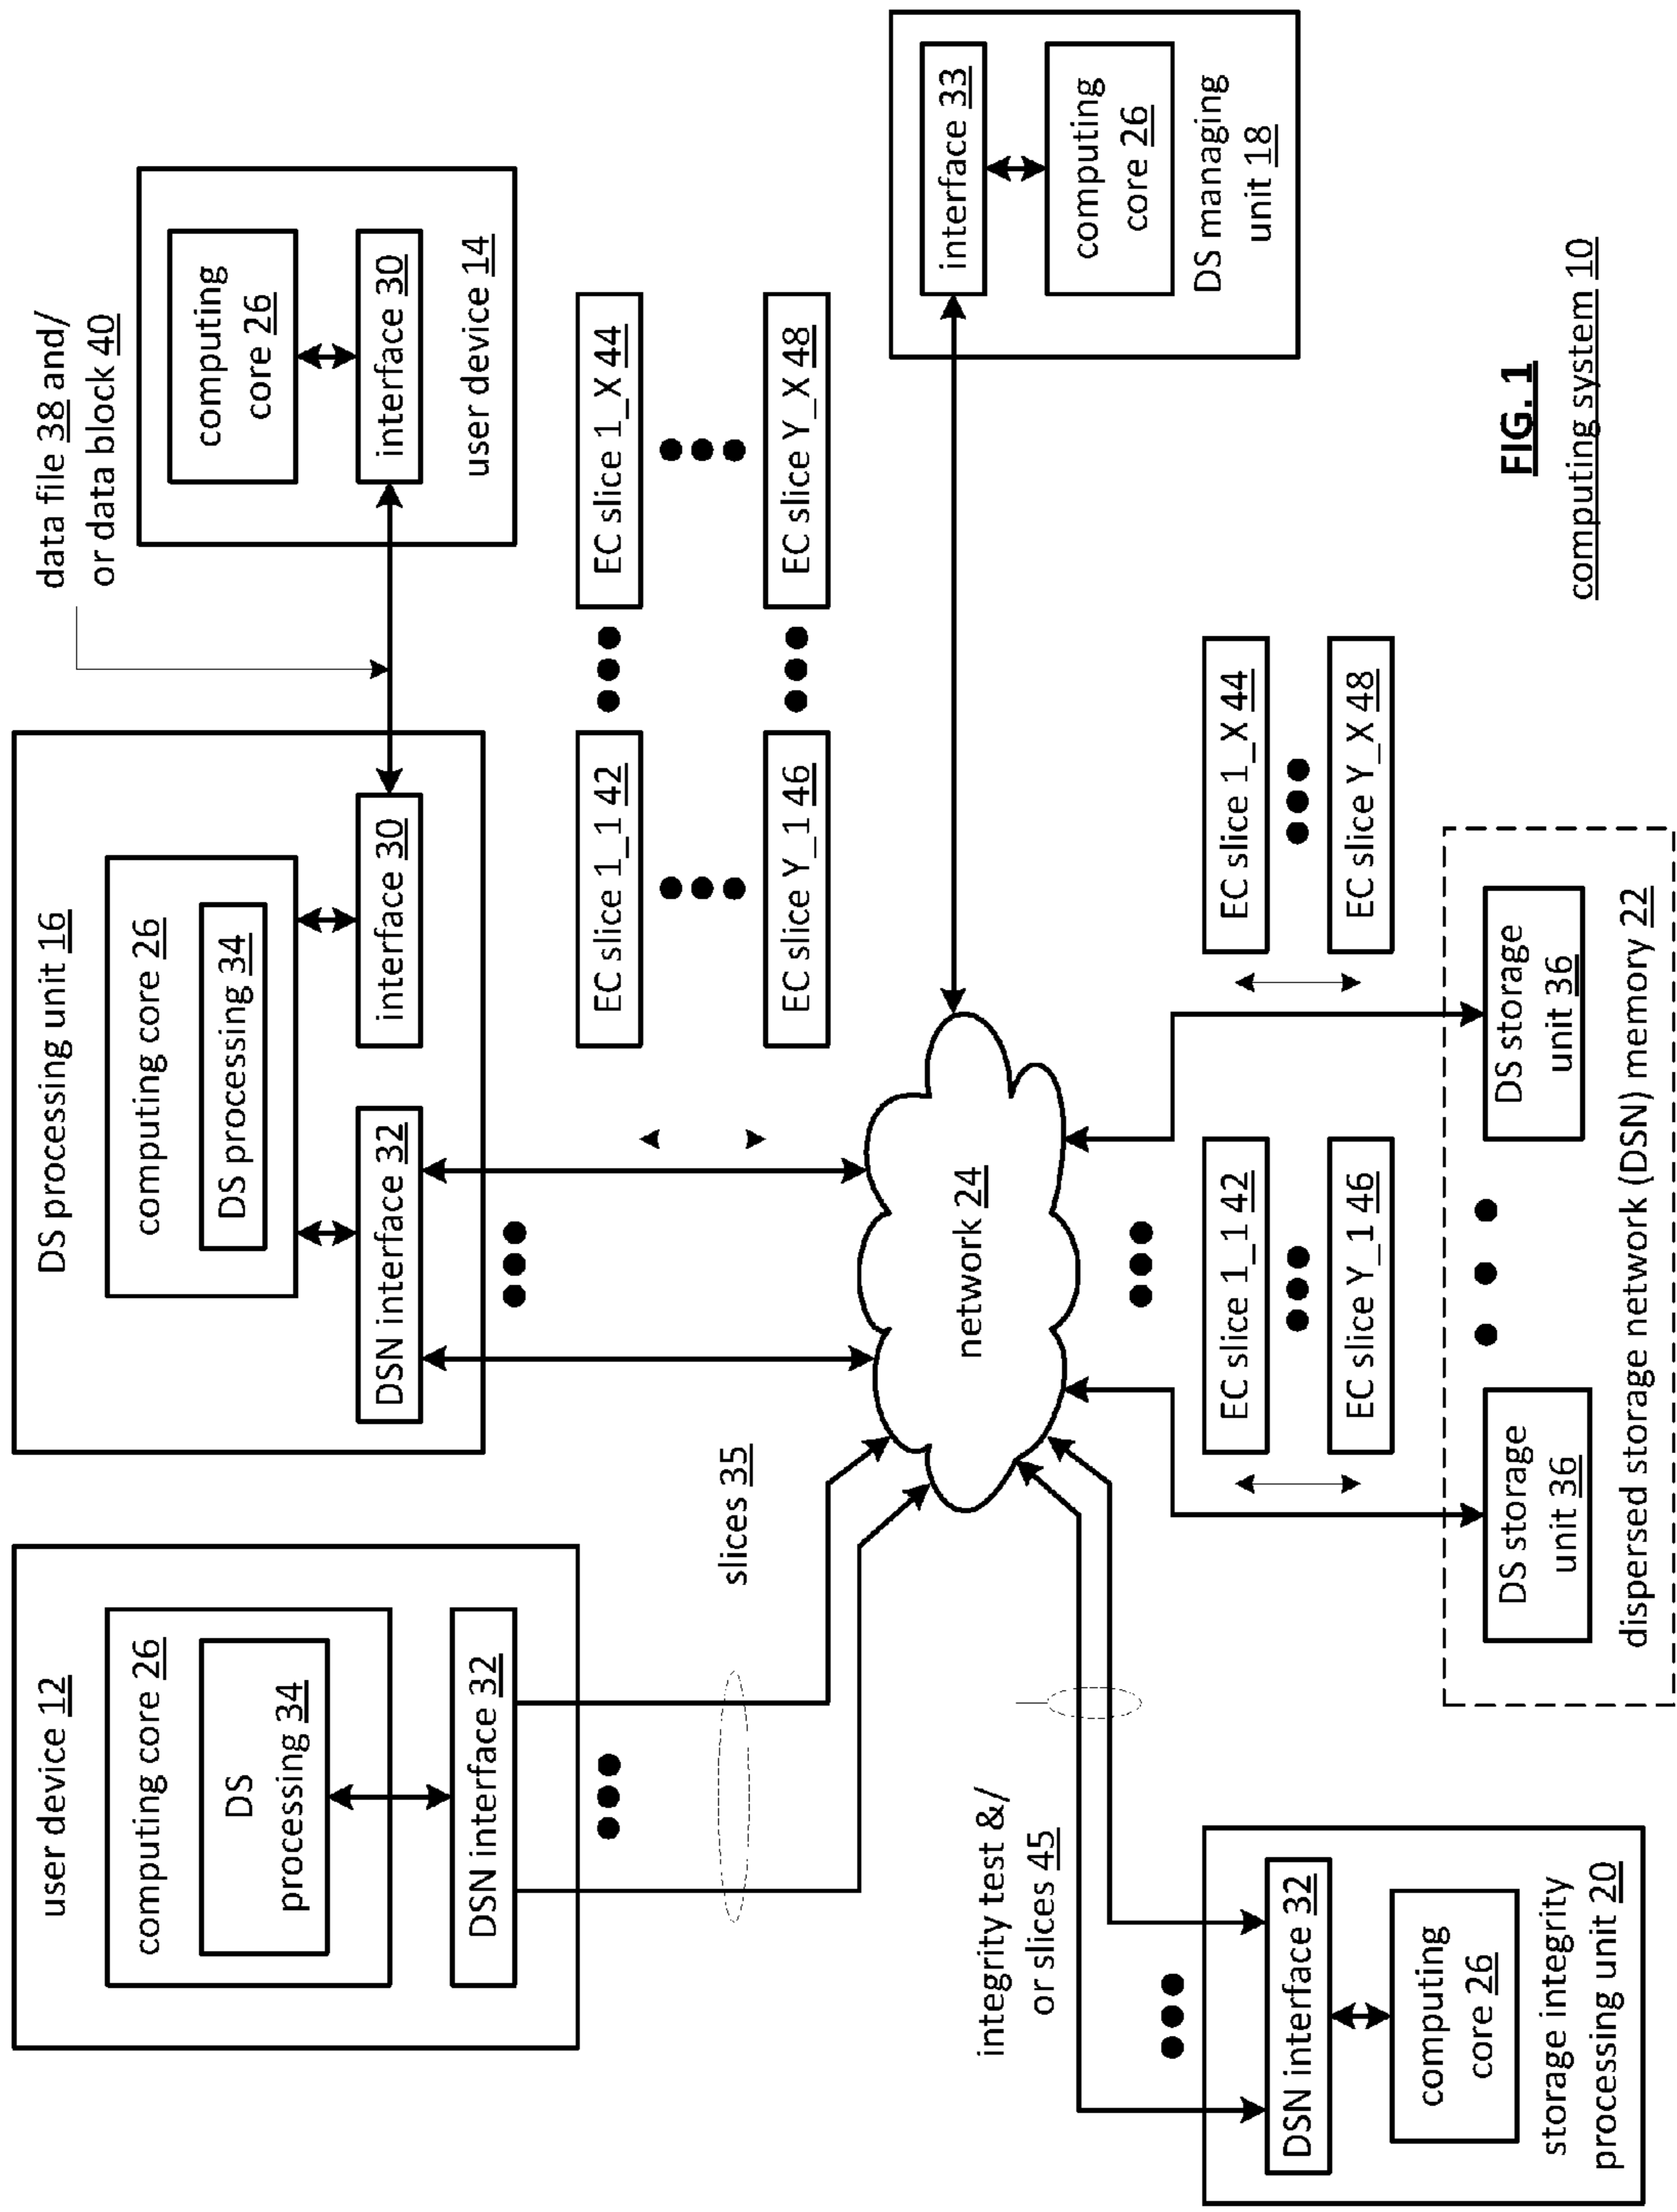 user device 12
computing core 26
DS
processing 34
DSN interface 32
DS processing unit 16
computing core 26
DS processing 34
DSN interface 32
interface 30
data file 38 and/
or data block 40
computing
core 26
interface 30
user device 14
slices 35
EC slice 1_1 42
EC slice 1_X 44
EC slice Y_1 46
EC slice Y_X 48
network 24
interface 33
computing
core 26
DS managing
unit 18
integrity test &/
or slices 45
DSN interface 32
computing
core 26
storage integrity
processing unit 20
EC slice 1_1 42
EC slice Y_1 46
EC slice 1_X 44
EC slice Y_X 48
DS storage
unit 36
DS storage
unit 36
dispersed storage network (DSN) memory 22
FIG. 1
computing system 10